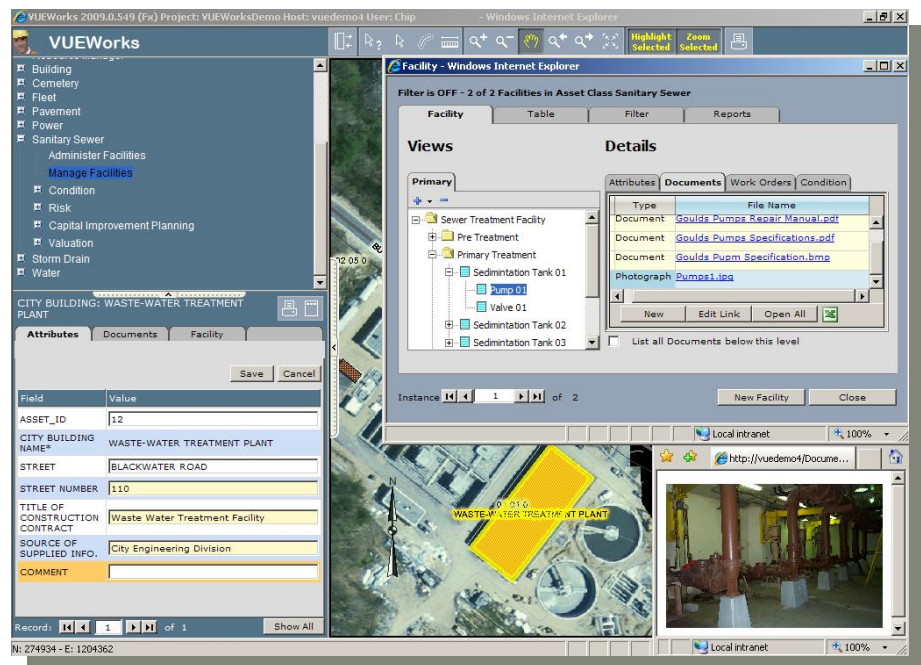 VUEWorks 2009.0.549 (Fx) Project: VUEWorksDemo Host: vuedemo4 User: Chip - Windows Internet Explorer
VUEWorks
Highlight Selected
Zoom Selected
Building
Cemetery
Fleet
Pavement
Power
Sanitary Sewer
Administer Facilities
Manage Facilities
Condition
Risk
Capital Improvement Planning
Valuation
Storm Drain
Water
CITY BUILDING: WASTE-WATER TREATMENT
PLANT
Attributes Documents Facility
Save Cancel
Field Value
ASSET_ID 12
CITY BUILDING NAME* WASTE-WATER TREATMENT PLANT
STREET BLACKWATER ROAD
STREET NUMBER 110
TITLE OF CONSTRUCTION CONTRACT Waste Water Treatment Facility
SOURCE OF SUPPLIED INFO. City Engineering Division
COMMENT
Record: 1 of 1 Show All
N: 274934 - E: 1204362
Facility - Windows Internet Explorer
Filter is OFF - 2 of 2 Facilities in Asset Class Sanitary Sewer
Facility Table Filter Reports
Views
Primary
Sewer Treatment Facility
Pre Treatment
Primary Treatment
Sedimintation Tank 01
Pump 01
Valve 01
Sedimintation Tank 02
Sedimintation Tank 03
Details
Attributes Documents Work Orders Condition
Type File Name
Document Goulds Pumps Repair Manual.pdf
Document Goulds Pumps Specifications.pdf
Document Goulds Pupm Specification.bmp
Photograph Pumps1.jpg
New Edit Link Open All
List all Documents below this level
Instance 1 of 2
New Facility Close
Local intranet 100%
02 05 0
N
WASTE-WATER TREATMENT PLANT
http://vuedemo4/Docume...
Local intranet 100%